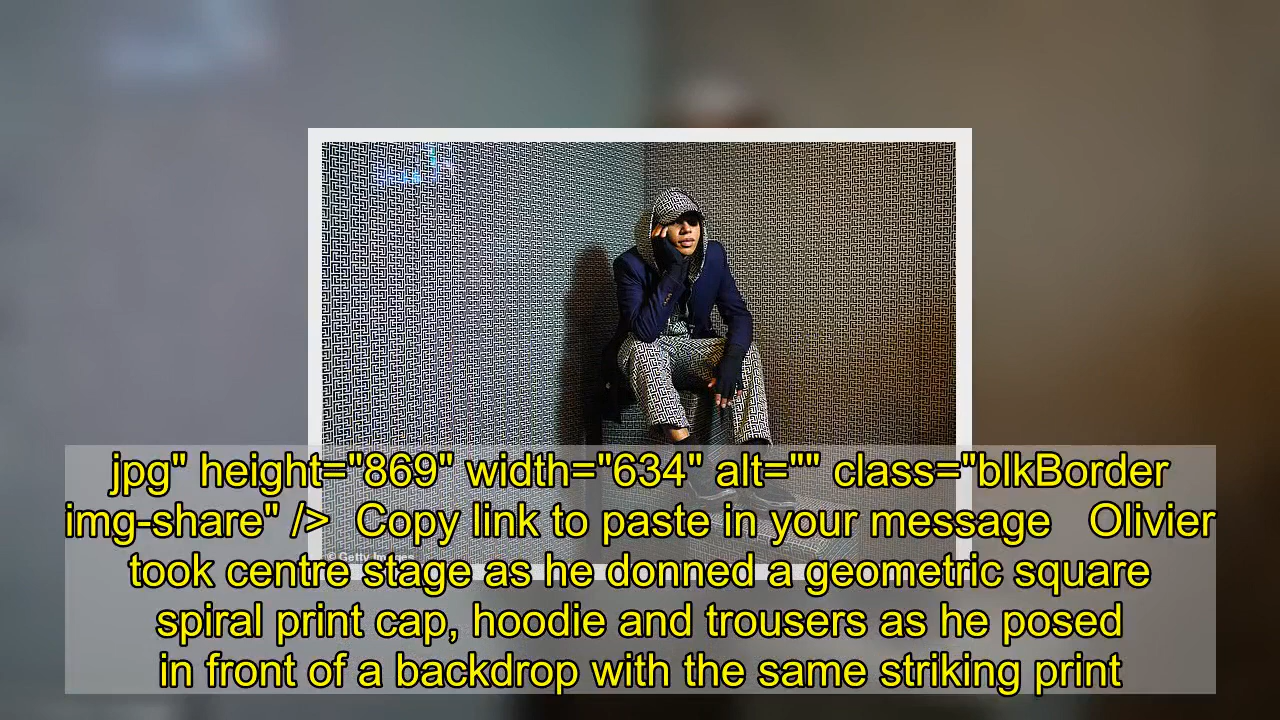 jpg" height="869" width="634" alt="" class="blkBorder
img-share" />  Copy link to paste in your message   Olivier
© Getty Images
took centre stage as he donned a geometric square
spiral print cap, hoodie and trousers as he posed
in front of a backdrop with the same striking print